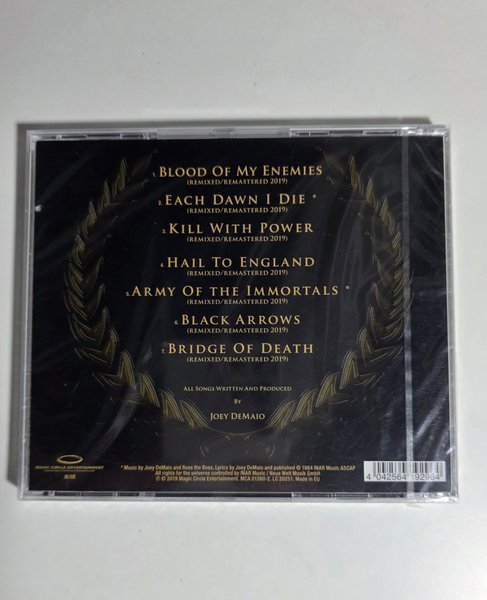 1. BLOOD OF MY ENEMIES
(REMIXED/REMASTERED 2019)
2. EACH DAWN I DIE *
(REMIXED/REMASTERED 2019)
3. KILL WITH POWER
(REMIXED/REMASTERED 2019)
4. HAIL TO ENGLAND
(REMIXED/REMASTERED 2019)
5. ARMY OF THE IMMORTALS *
(REMIXED/REMASTERED 2019)
6. BLACK ARROWS
(REMIXED/REMASTERED 2019)
7. BRIDGE OF DEATH
(REMIXED/REMASTERED 2019)
ALL SONGS WRITTEN AND PRODUCED
BY
JOEY DEMAIO
MAGIC CIRCLE ENTERTAINMENT
* Music by Joey DeMaio and Ross the Boss, Lyrics by Joey DeMaio and published © 1984 INAR Music ASCAP
All rights for the universe controlled by INAR Music / Neue Welt Musik GmbH
℗ © 2019 Magic Circle Entertainment. MCA 01260-2. LC 20251. Made in EU
4 042564 192964